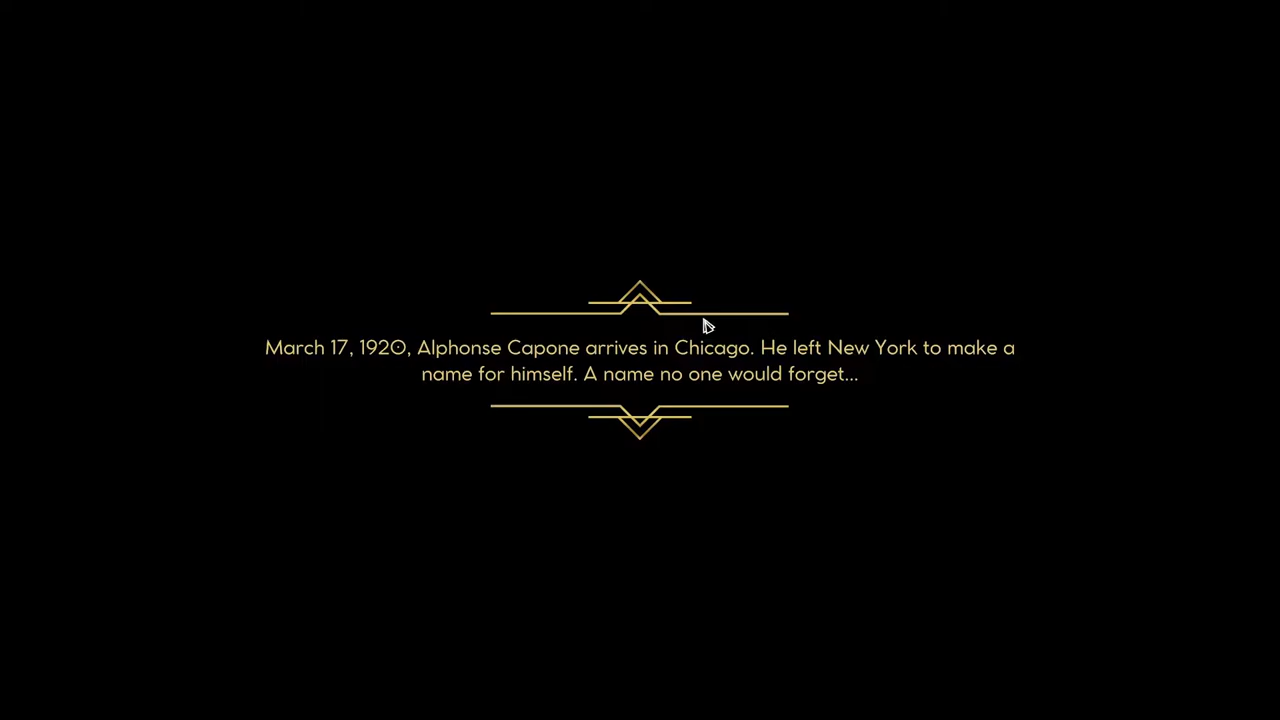 March 17, 1920, Alphonse Capone arrives in Chicago. He left New York to make a
name for himself. A name no one would forget...